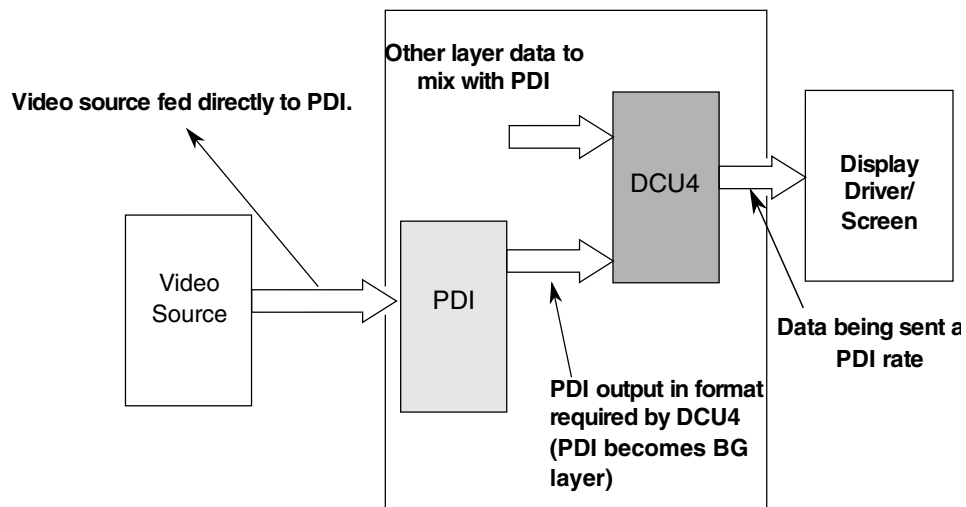 Other layer data to
mix with PDI
Video source fed directly to PDI.
DCU4
Display
Driver/
Screen
Video
Source
PDI
Data being sent a
PDI rate
PDI output in format
required by DCU4
(PDI becomes BG
layer)